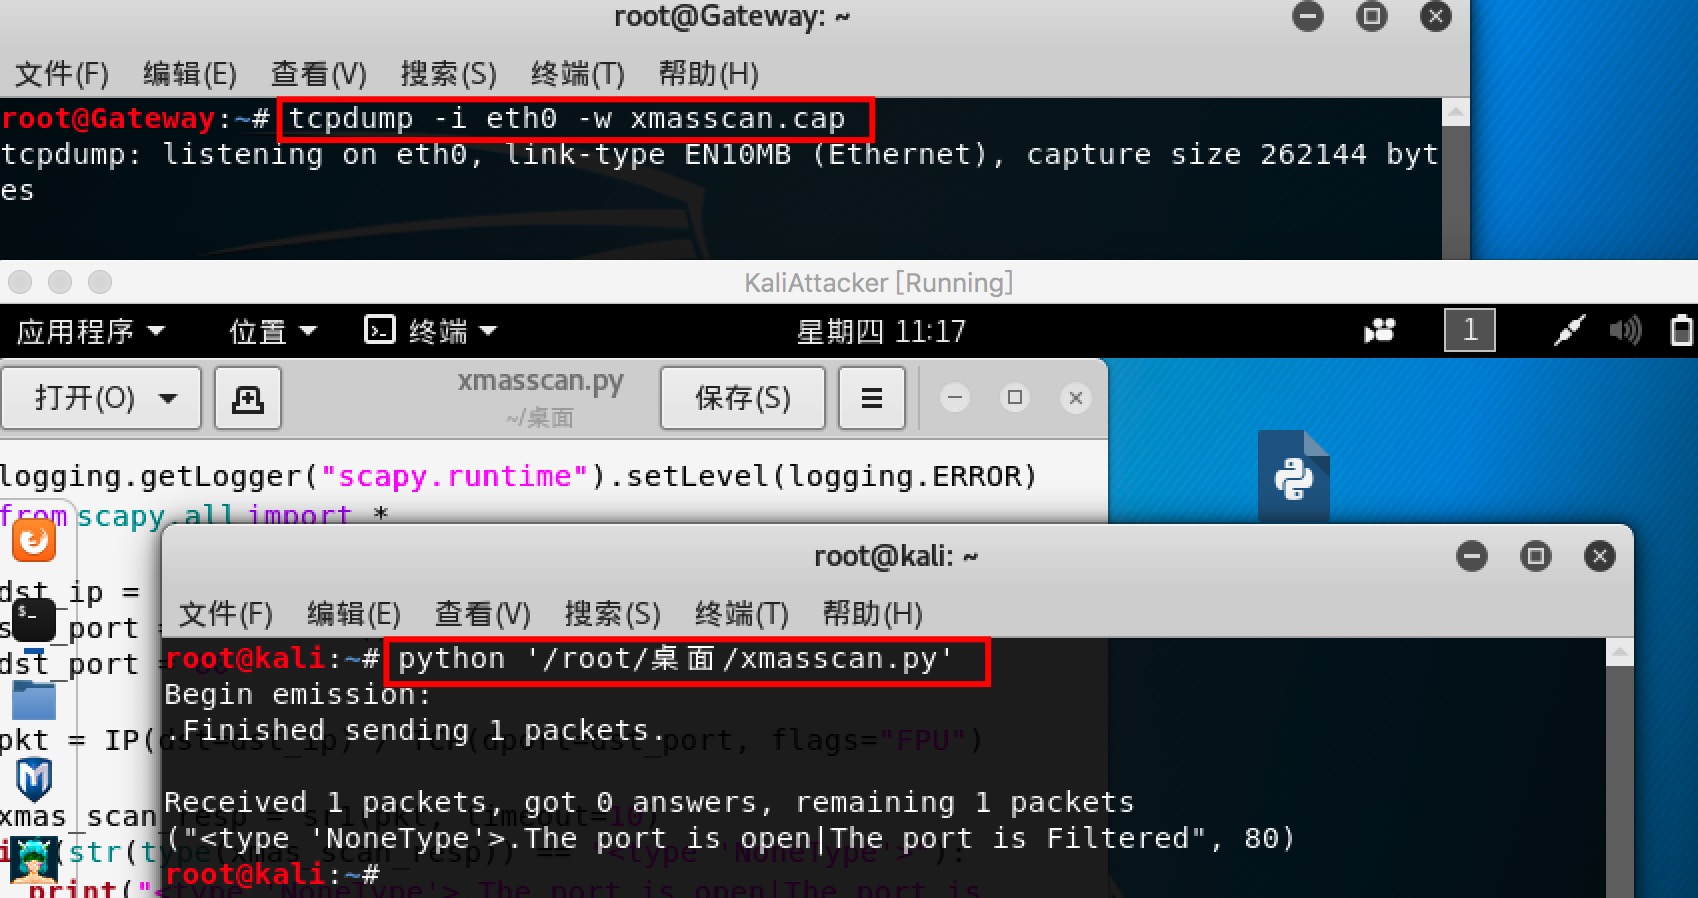 root@Gateway: ~
文件(F) 编辑(E) 查看(V) 搜索(S) 终端(T) 帮助(H)
root@Gateway:~# tcpdump -i eth0 -w xmasscan.cap
tcpdump: listening on eth0, link-type EN10MB (Ethernet), capture size 262144 byt
es
KaliAttacker [Running]
应用程序 位置 终端 星期四 11:17 1
打开(O) xmasscan.py 保存(S)
~/桌面
logging.getLogger("scapy.runtime").setLevel(logging.ERROR)
from scapy.all import *
dst_ip =
_port
dst_port =
root@kali: ~
文件(F) 编辑(E) 查看(V) 搜索(S) 终端(T) 帮助(H)
root@kali:~# python '/root/桌面/xmasscan.py'
Begin emission:
.Finished sending 1 packets.
pkt = IP(dst=dst_ip) / TCP(dport=dst_port, flags="FPU")
Received 1 packets, got 0 answers, remaining 1 packets
xmas_scan_resp = sr1(pkt, timeout=10)
("<type 'NoneType'>.The port is open|The port is Filtered", 80)
(str(type(xmas_scan_resp)) == "<type 'NoneType'>"):
root@kali:~#
print("<type 'NoneType'>.The port is open|The port is